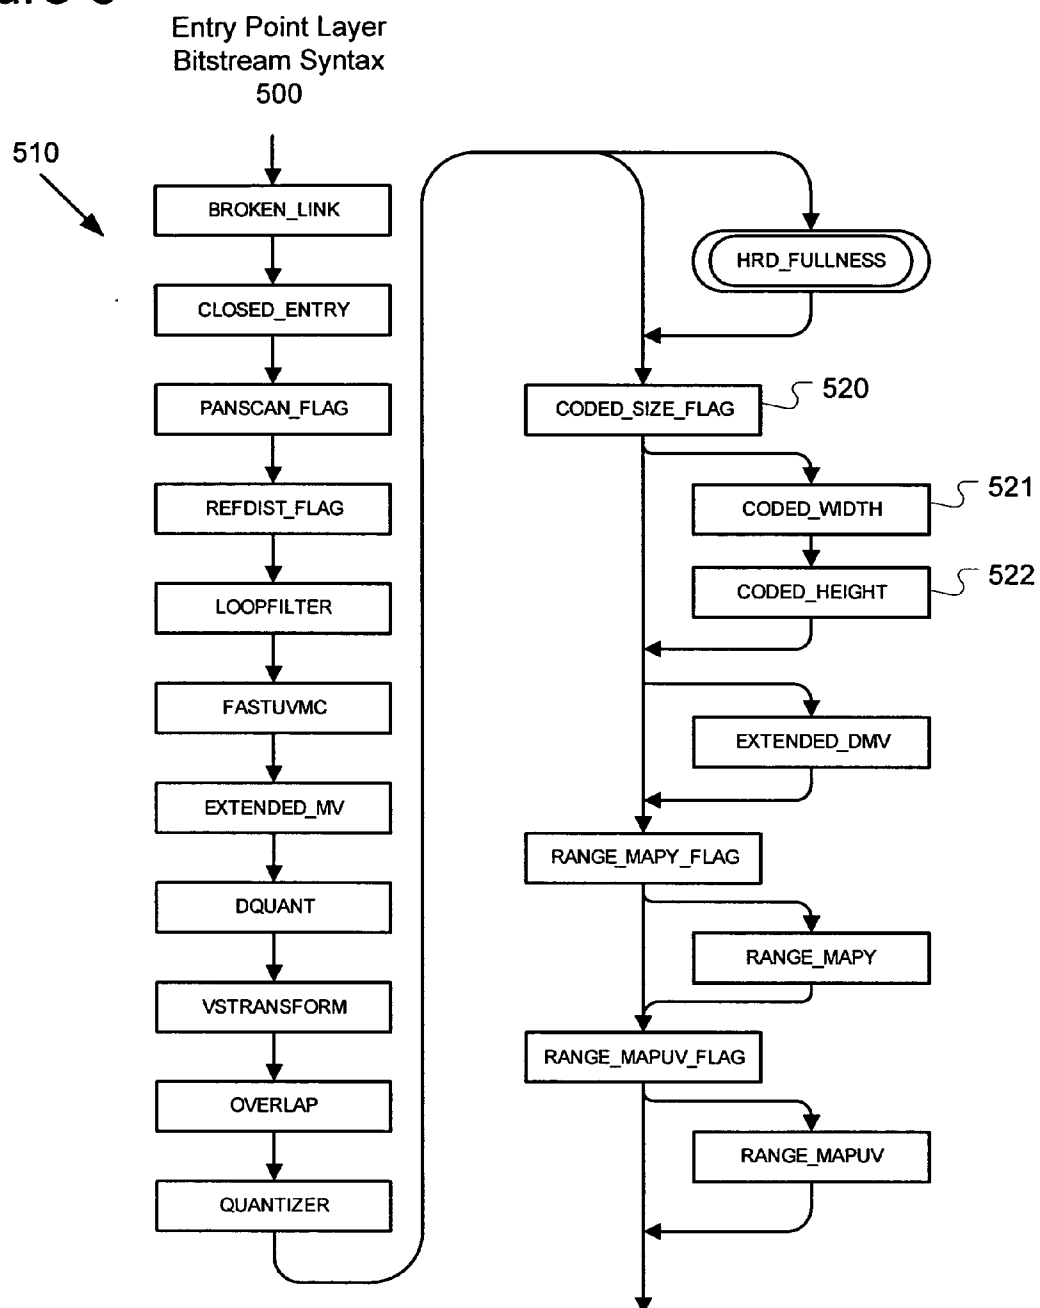 Entry Point Layer
Bitstream Syntax
500
510
BROKEN_LINK
CLOSED_ENTRY
PANSCAN_FLAG
REFDIST_FLAG
LOOPFILTER
FASTUVMC
EXTENDED_MV
DQUANT
VSTRANSFORM
OVERLAP
QUANTIZER
HRD_FULLNESS
CODED_SIZE_FLAG
520
CODED_WIDTH
521
CODED_HEIGHT
522
EXTENDED_DMV
RANGE_MAPY_FLAG
RANGE_MAPY
RANGE_MAPUV_FLAG
RANGE_MAPUV